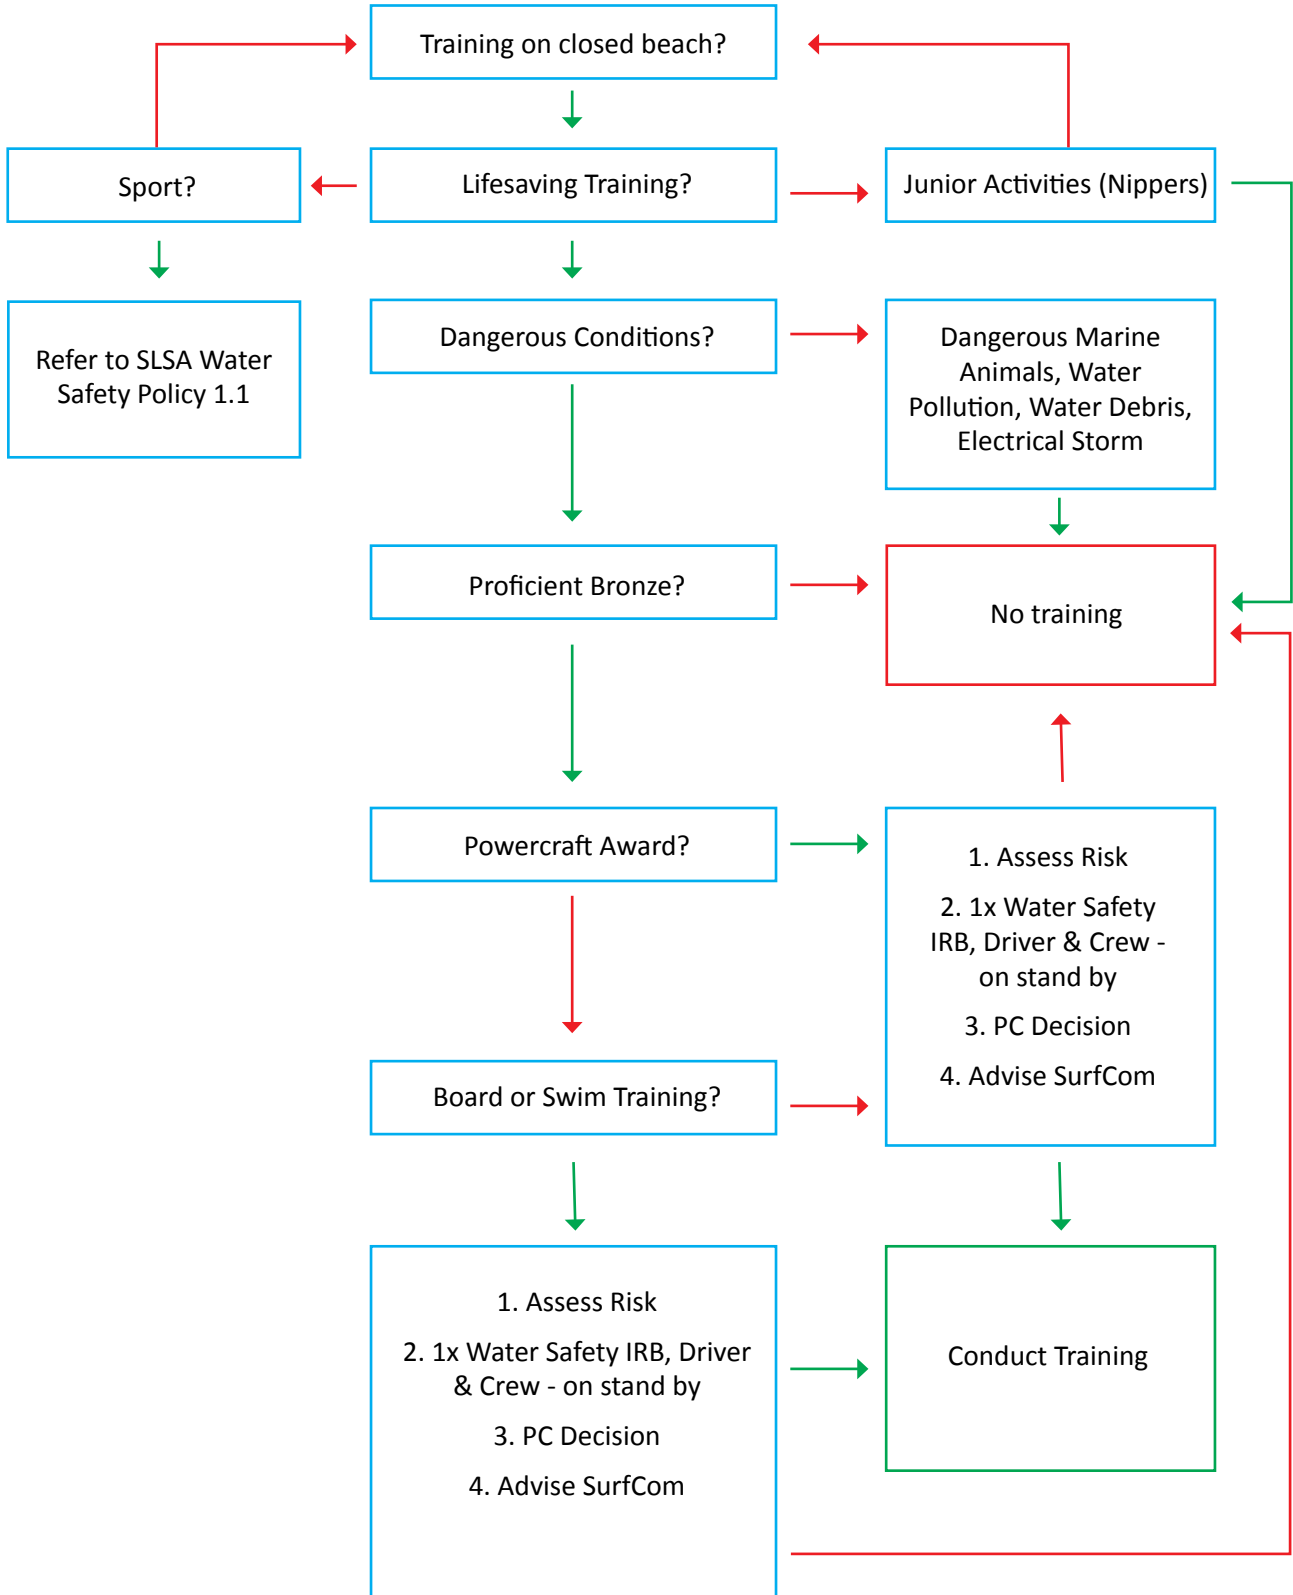 Training on closed beach?
Sport?
Lifesaving Training?
Junior Activities (Nippers)
Refer to SLSA Water
Safety Policy 1.1
Dangerous Conditions?
Dangerous Marine
Animals, Water
Pollution, Water Debris,
Electrical Storm
Proficient Bronze?
No training
Powercraft Award?
1. Assess Risk
2. 1x Water Safety
IRB, Driver & Crew -
on stand by
3. PC Decision
4. Advise SurfCom
Board or Swim Training?
1. Assess Risk
2. 1x Water Safety IRB, Driver
& Crew - on stand by
3. PC Decision
4. Advise SurfCom
Conduct Training